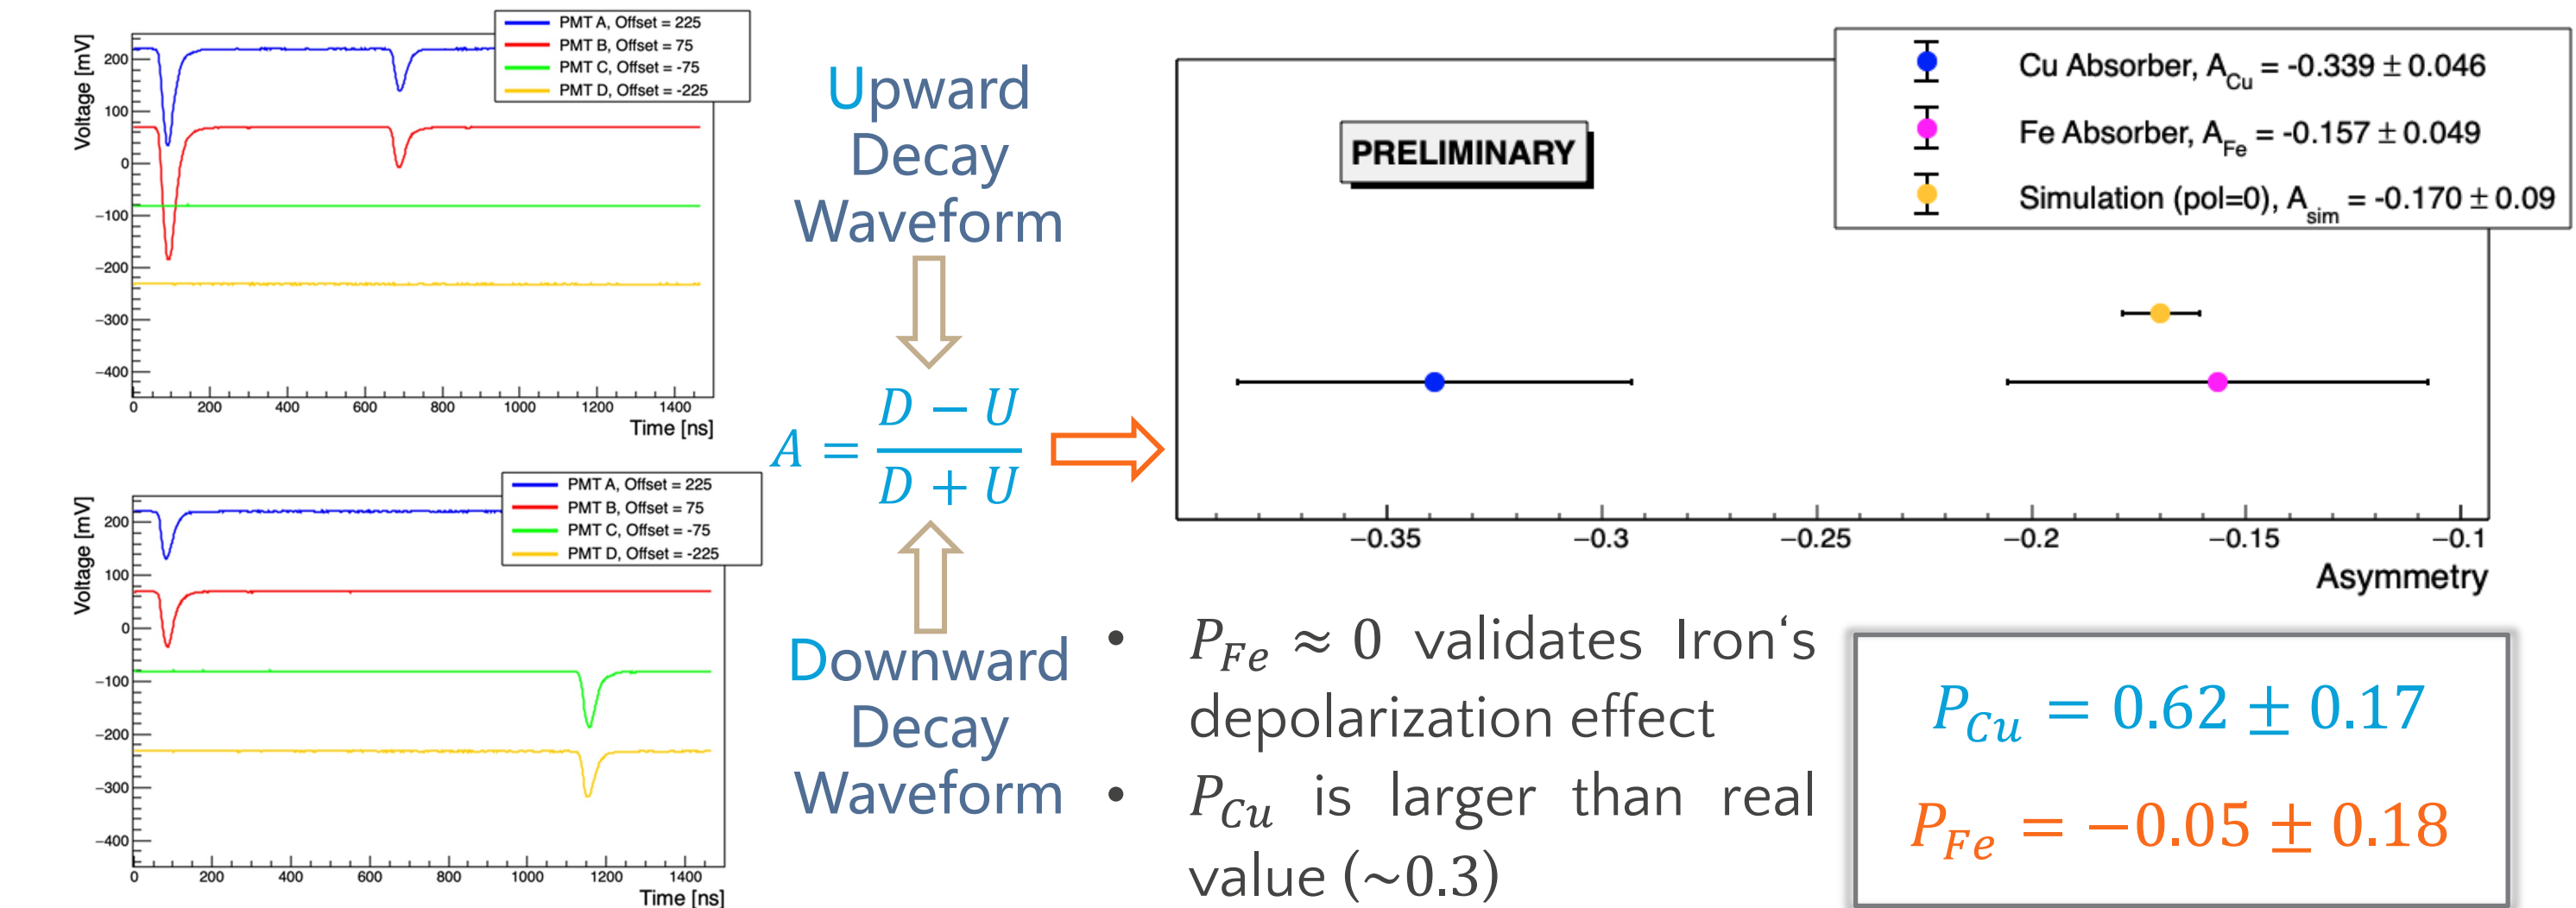 PMT A, Offset = 225
PMT B, Offset = 75
PMT C, Offset = -75
PMT D, Offset = -225
Voltage [mV]
200
100
0
−100
−200
−300
−400
0 200 400 600 800 1000 1200 1400
Time [ns]
PMT A, Offset = 225
PMT B, Offset = 75
PMT C, Offset = -75
PMT D, Offset = -225
Voltage [mV]
200
100
0
−100
−200
−300
−400
0 200 400 600 800 1000 1200 1400
Time [ns]
Upward
Decay
Waveform
A = (D − U) / (D + U)
Downward
Decay
Waveform
Cu Absorber, A_Cu = -0.339 ± 0.046
Fe Absorber, A_Fe = -0.157 ± 0.049
Simulation (pol=0), A_sim = -0.170 ± 0.09
PRELIMINARY
−0.35 −0.3 −0.25 −0.2 −0.15 −0.1
Asymmetry
• P_Fe ≈ 0 validates Iron‘s
depolarization effect
• P_Cu is larger than real
value (~0.3)
P_Cu = 0.62 ± 0.17
P_Fe = −0.05 ± 0.18